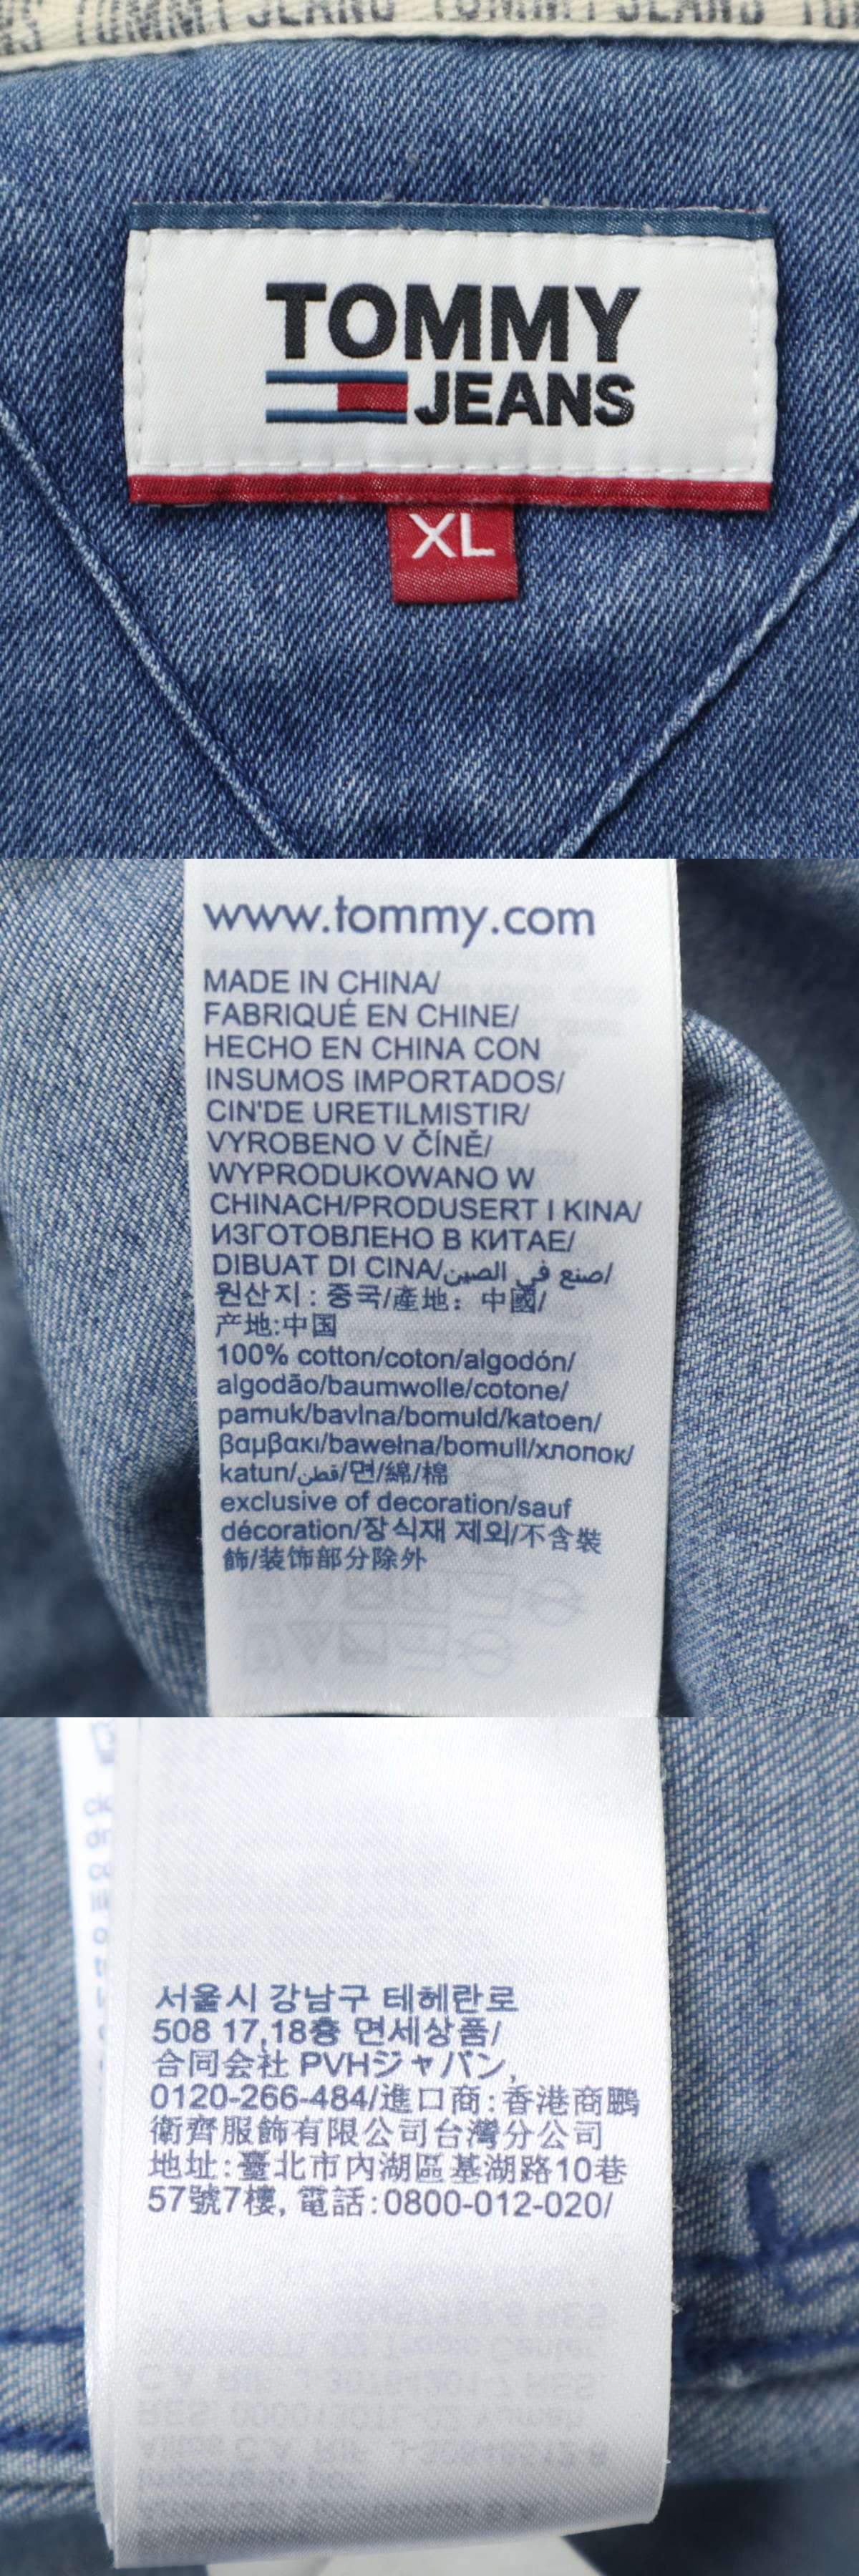 TOMMY JEANS TOMMY JEANS
TOMMY
JEANS
XL
www.tommy.com
MADE IN CHINA/
FABRIQUÉ EN CHINE/
HECHO EN CHINA CON
INSUMOS IMPORTADOS/
CIN'DE URETILMISTIR/
VYROBENO V ČÍNĚ/
WYPRODUKOWANO W
CHINACH/PRODUSERT I KINA/
ИЗГОТОВЛЕНО В КИТАЕ/
DIBUAT DI CINA/صنع في الصين/
원산지 : 중국/產地：中國/
产地:中国
100% cotton/coton/algodón/
algodão/baumwolle/cotone/
pamuk/bavlna/bomuld/katoen/
βαμβακι/bawełna/bomull/хлопок/
katun/قطن/면/綿/棉
exclusive of decoration/sauf
décoration/장식재 제외/不含裝
飾/装饰部分除外
서울시 강남구 테헤란로
508 17,18층 면세상품/
合同会社 PVHジャパン,
0120-266-484/進口商:香港商鵬
衛齊服飾有限公司台灣分公司
地址:臺北市內湖區基湖路10巷
57號7樓, 電話:0800-012-020/